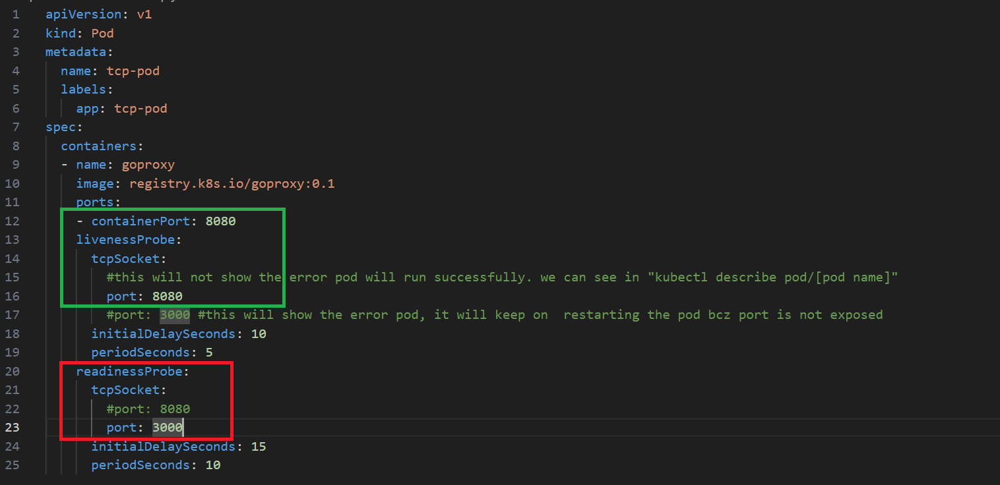 1 apiVersion: v1
2 kind: Pod
3 metadata:
4   name: tcp-pod
5   labels:
6     app: tcp-pod
7 spec:
8   containers:
9   - name: goproxy
10     image: registry.k8s.io/goproxy:0.1
11     ports:
12     - containerPort: 8080
13     livenessProbe:
14       tcpSocket:
15         #this will not show the error pod will run successfully. we can see in "kubectl describe pod/[pod name]"
16         port: 8080
17         #port: 3000 #this will show the error pod, it will keep on  restarting the pod bcz port is not exposed
18       initialDelaySeconds: 10
19       periodSeconds: 5
20     readinessProbe:
21       tcpSocket:
22         #port: 8080
23         port: 3000
24       initialDelaySeconds: 15
25       periodSeconds: 10